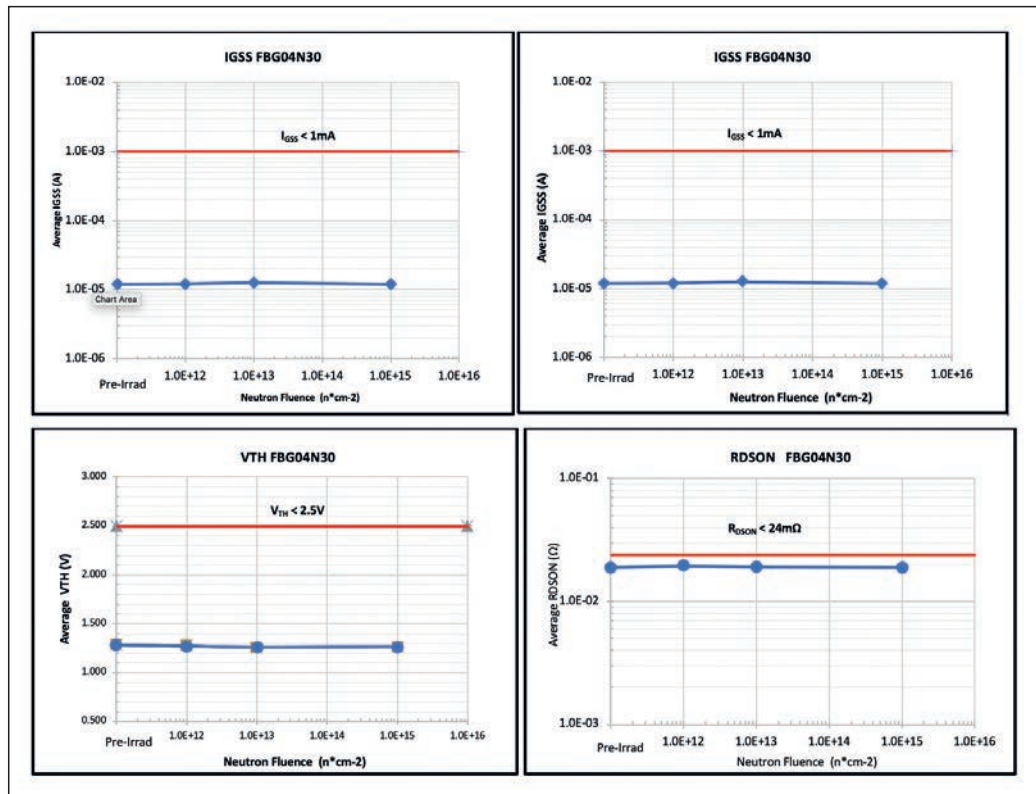 IGSS FBG04N30
1.0E-02
IGSS < 1mA
1.0E-03
Average IGSS (A)
1.0E-04
1.0E-05
Chart Area
1.0E-06
Pre-Irrad 1.0E+12 1.0E+13 1.0E+14 1.0E+15 1.0E+16
Neutron Fluence (n*cm-2)
IGSS FBG04N30
1.0E-02
IGSS < 1mA
1.0E-03
Average IGSS (A)
1.0E-04
1.0E-05
1.0E-06
Pre-Irrad 1.0E+12 1.0E+13 1.0E+14 1.0E+15 1.0E+16
Neutron Fluence (n*cm-2)
VTH FBG04N30
3.000
VTH < 2.5V
2.500
2.000
Average VTH (V)
1.500
1.000
0.500
Pre-Irrad 1.0E+12 1.0E+13 1.0E+14 1.0E+15 1.0E+16
Neutron Fluence (n*cm-2)
RDSON FBG04N30
1.0E-01
RDSON < 24mΩ
Average RDSON (Ω)
1.0E-02
1.0E-03
Pre-Irrad 1.0E+12 1.0E+13 1.0E+14 1.0E+15 1.0E+16
Neutron Fluence (n*cm-2)